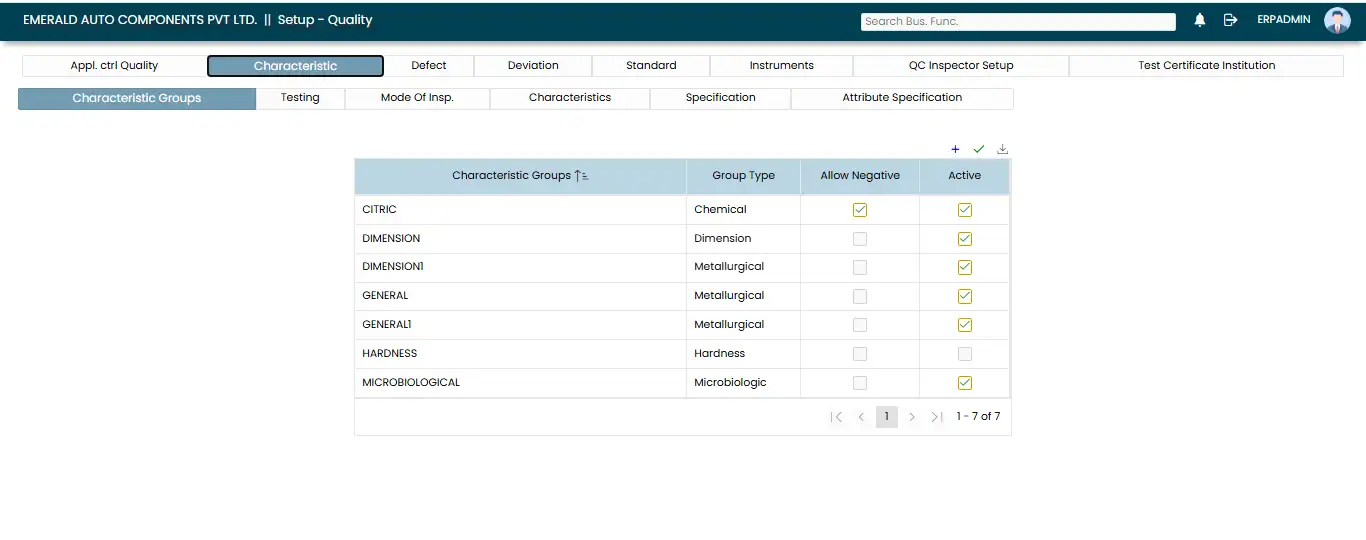 EMERALD AUTO COMPONENTS PVT LTD. || Setup - Quality Search Bus. Func. ERPADMIN
Appl. ctrl Quality Characteristic Defect Deviation Standard Instruments QC Inspector Setup Test Certificate Institution
Characteristic Groups Testing Mode Of Insp. Characteristics Specification Attribute Specification
Characteristic Groups Group Type Allow Negative Active
CITRIC Chemical
DIMENSION Dimension
DIMENSION1 Metallurgical
GENERAL Metallurgical
GENERAL1 Metallurgical
HARDNESS Hardness
MICROBIOLOGICAL Microbiologic
1 1 - 7 of 7